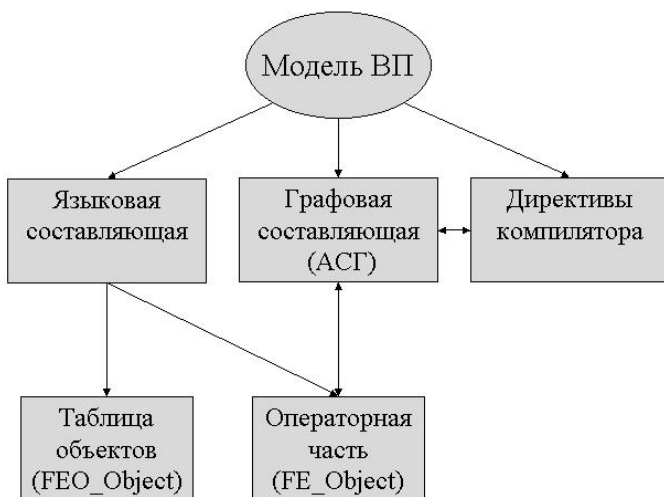 Модель ВП
Языковая
составляющая
Графовая
составляющая
(АСГ)
Директивы
компилятора
Таблица
объектов
(FEO_Object)
Операторная
часть
(FE_Object)